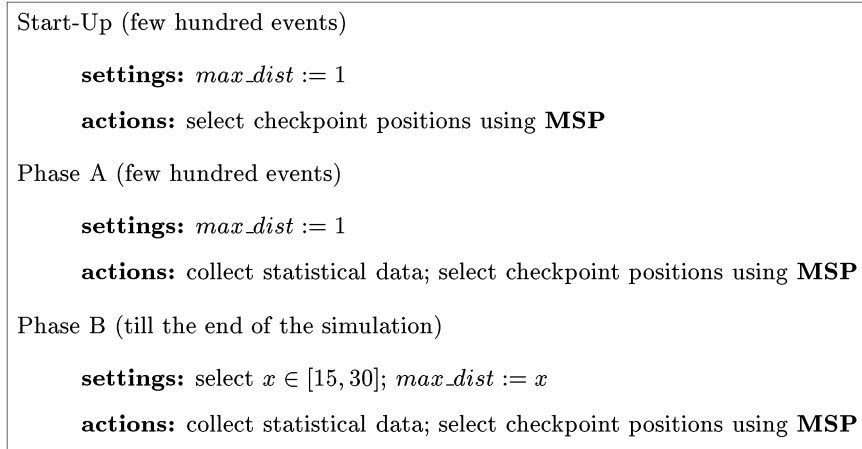 Start-Up (few hundred events)
settings: max_dist := 1
actions: select checkpoint positions using MSP
Phase A (few hundred events)
settings: max_dist := 1
actions: collect statistical data; select checkpoint positions using MSP
Phase B (till the end of the simulation)
settings: select x ∈ [15, 30]; max_dist := x
actions: collect statistical data; select checkpoint positions using MSP